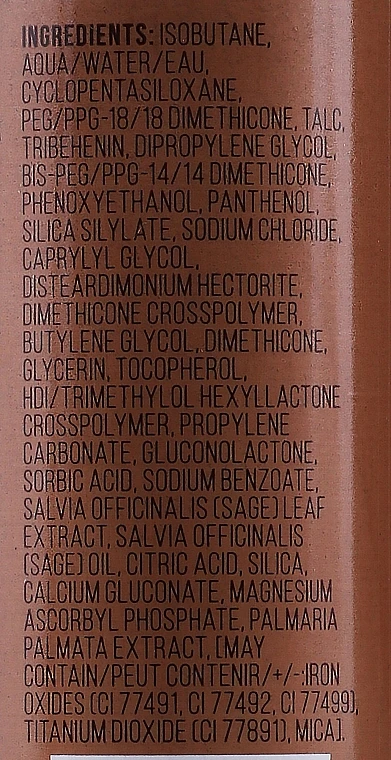 INGREDIENTS: ISOBUTANE,
AQUA/WATER/EAU,
CYCLOPENTASILOXANE,
PEG/PPG-18/18 DIMETHICONE, TALC,
TRIBEHENIN, DIPROPYLENE GLYCOL,
BIS-PEG/PPG-14/14 DIMETHICONE,
PHENOXYETHANOL, PANTHENOL,
SILICA SILYLATE, SODIUM CHLORIDE,
CAPRYLYL GLYCOL,
DISTEARDIMONIUM HECTORITE,
DIMETHICONE CROSSPOLYMER,
BUTYLENE GLYCOL, DIMETHICONE,
GLYCERIN, TOCOPHEROL,
HDI/TRIMETHYLOL HEXYLLACTONE
CROSSPOLYMER, PROPYLENE
CARBONATE, GLUCONOLACTONE,
SORBIC ACID, SODIUM BENZOATE,
SALVIA OFFICINALIS (SAGE) LEAF
EXTRACT, SALVIA OFFICINALIS
(SAGE) OIL, CITRIC ACID, SILICA,
CALCIUM GLUCONATE, MAGNESIUM
ASCORBYL PHOSPHATE, PALMARIA
PALMATA EXTRACT, [MAY
CONTAIN/PEUT CONTENIR/+/-:IRON
OXIDES (CI 77491, CI 77492, CI 77499),
TITANIUM DIOXIDE (CI 77891), MICA].